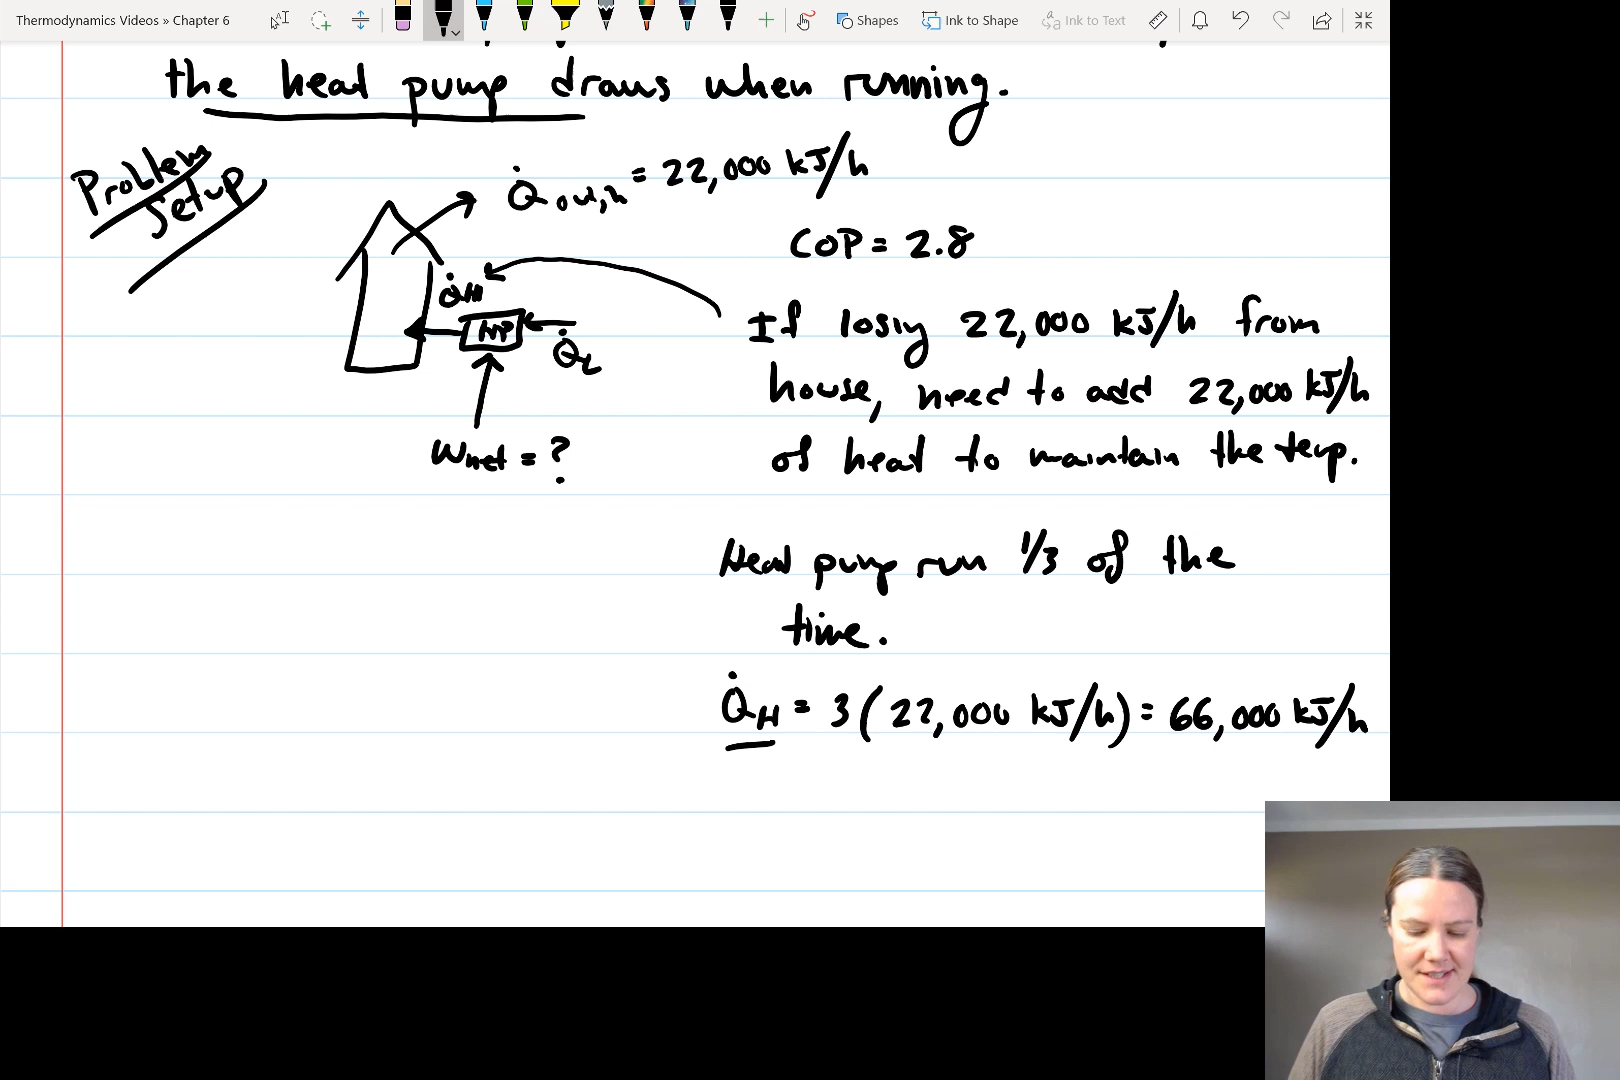 Thermodynamics Videos » Chapter 6
Shapes
Ink to Shape
Ink to Text
the heat pump draws when running.
Problem
Setup
Q̇out,h = 22,000 kJ/h
COP = 2.8
Q̇H
HP
Q̇L
Wnet = ?
If losing 22,000 kJ/h from
house, need to add 22,000 kJ/h
of heat to maintain the temp.
Heat pump run 1/3 of the
time.
Q̇H = 3(22,000 kJ/h) = 66,000 kJ/h